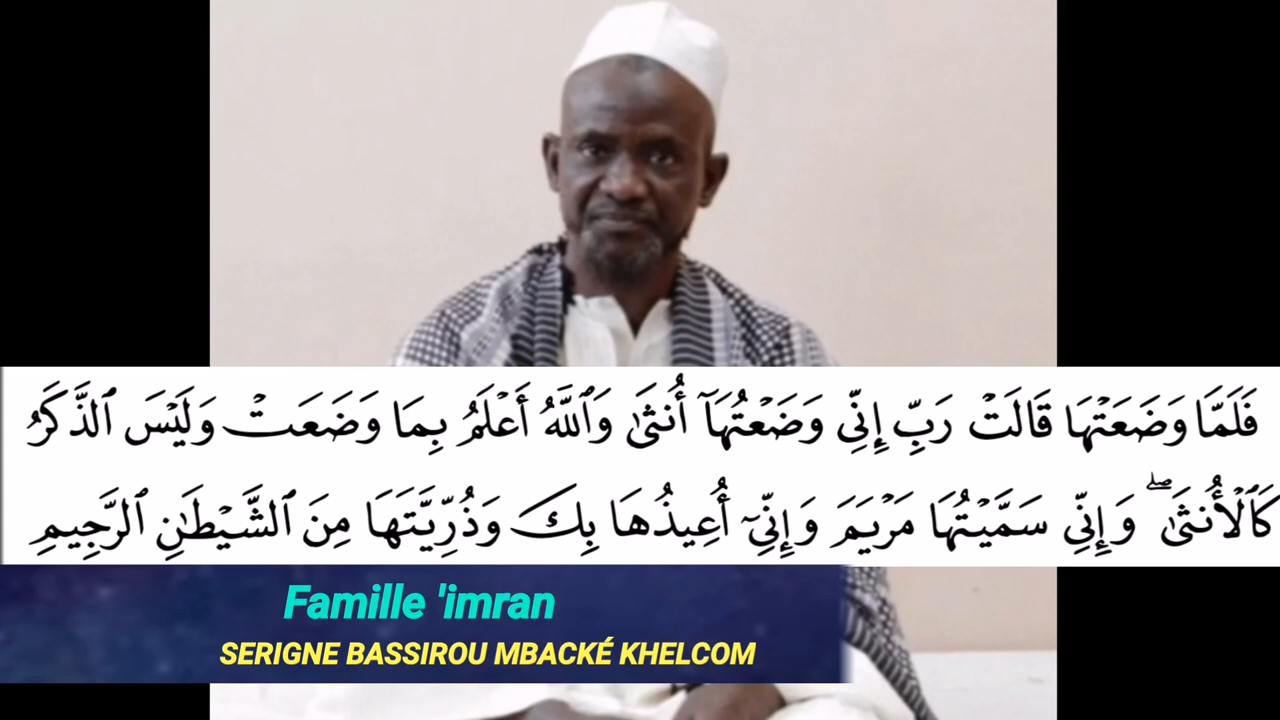 فَلَمَّا وَضَعَتْهَا قَالَتْ رَبِّ إِنِّى وَضَعْتُهَآ أُنثَىٰ وَٱللَّهُ أَعْلَمُ بِمَا وَضَعَتْ وَلَيْسَ ٱلذَّكَرُ
كَٱلْأُنثَىٰ ۖ وَإِنِّى سَمَّيْتُهَا مَرْيَمَ وَإِنِّىٓ أُعِيذُهَا بِكَ وَذُرِّيَّتَهَا مِنَ ٱلشَّيْطَٰنِ ٱلرَّجِيمِ
Famille 'imran
SERIGNE BASSIROU MBACKÉ KHELCOM